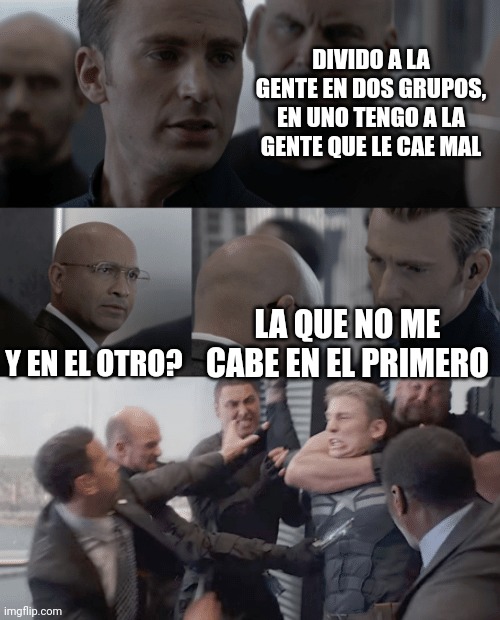 DIVIDO A LA
GENTE EN DOS GRUPOS,
EN UNO TENGO A LA
GENTE QUE LE CAE MAL
Y EN EL OTRO?
LA QUE NO ME
CABE EN EL PRIMERO
imgflip.com